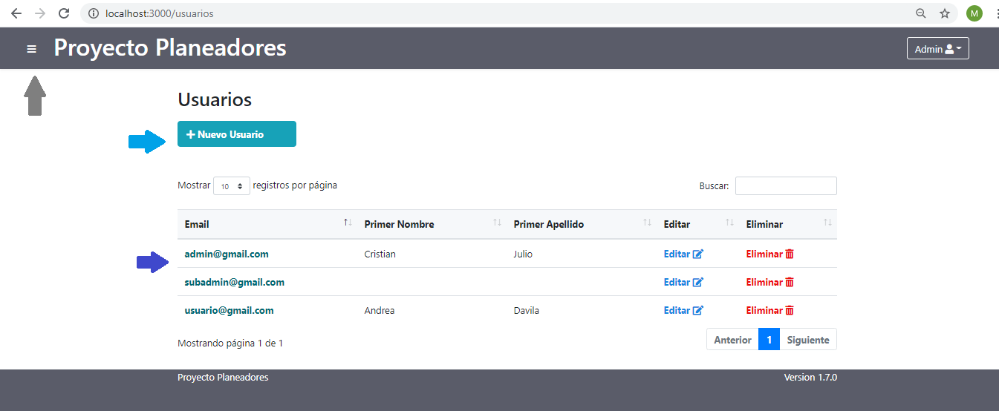 localhost:3000/usuarios
M
Proyecto Planeadores
Admin
Usuarios
+ Nuevo Usuario
Mostrar 10 registros por página
Buscar:
Email Primer Nombre Primer Apellido Editar Eliminar
admin@gmail.com Cristian Julio Editar Eliminar
subadmin@gmail.com Editar Eliminar
usuario@gmail.com Andrea Davila Editar Eliminar
Mostrando página 1 de 1
Anterior 1 Siguiente
Proyecto Planeadores Version 1.7.0